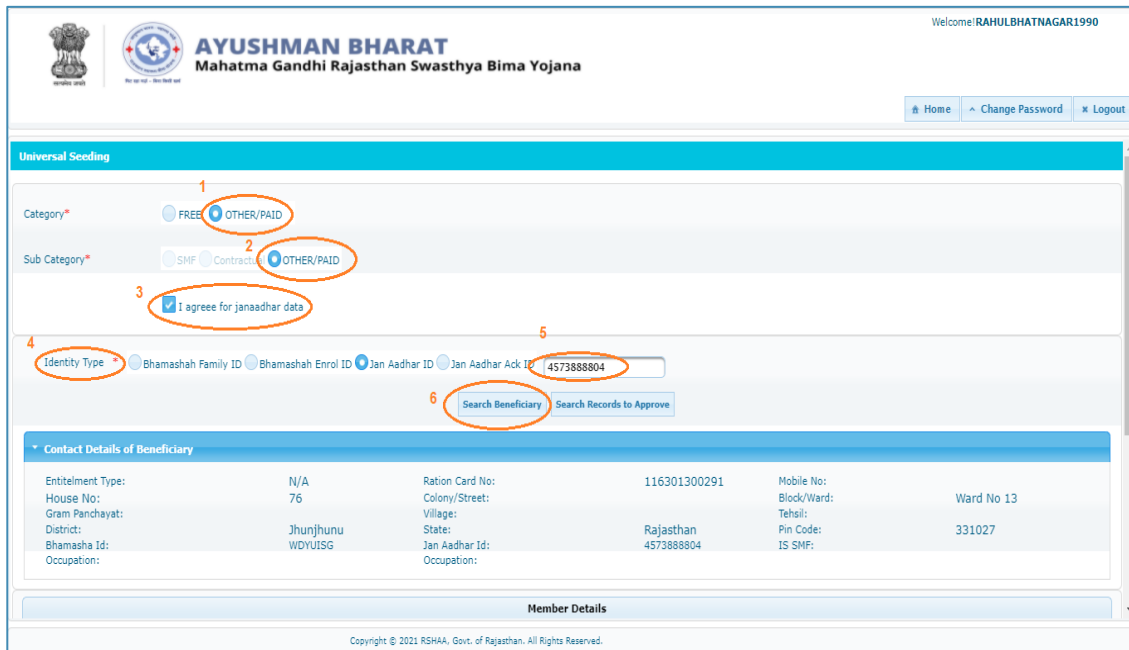 Welcome!RAHULBHATNAGAR1990
AYUSHMAN BHARAT
Mahatma Gandhi Rajasthan Swasthya Bima Yojana
सत्यमेव जयते
Home Change Password Logout
Universal Seeding
1
Category* FREE OTHER/PAID
2
Sub Category* SMF Contractual OTHER/PAID
3
I agreee for janaadhar data
4 5
Identity Type * Bhamashah Family ID Bhamashah Enrol ID Jan Aadhar ID Jan Aadhar Ack ID 4573888804
6 Search Beneficiary Search Records to Approve
Contact Details of Beneficiary
Entitelment Type: N/A Ration Card No: 116301300291 Mobile No:
House No: 76 Colony/Street: Block/Ward: Ward No 13
Gram Panchayat: Village: Tehsil:
District: Jhunjhunu State: Rajasthan Pin Code: 331027
Bhamasha Id: WDYUISG Jan Aadhar Id: 4573888804 IS SMF:
Occupation: Occupation:
Member Details
Copyright © 2021 RSHAA, Govt. of Rajasthan. All Rights Reserved.